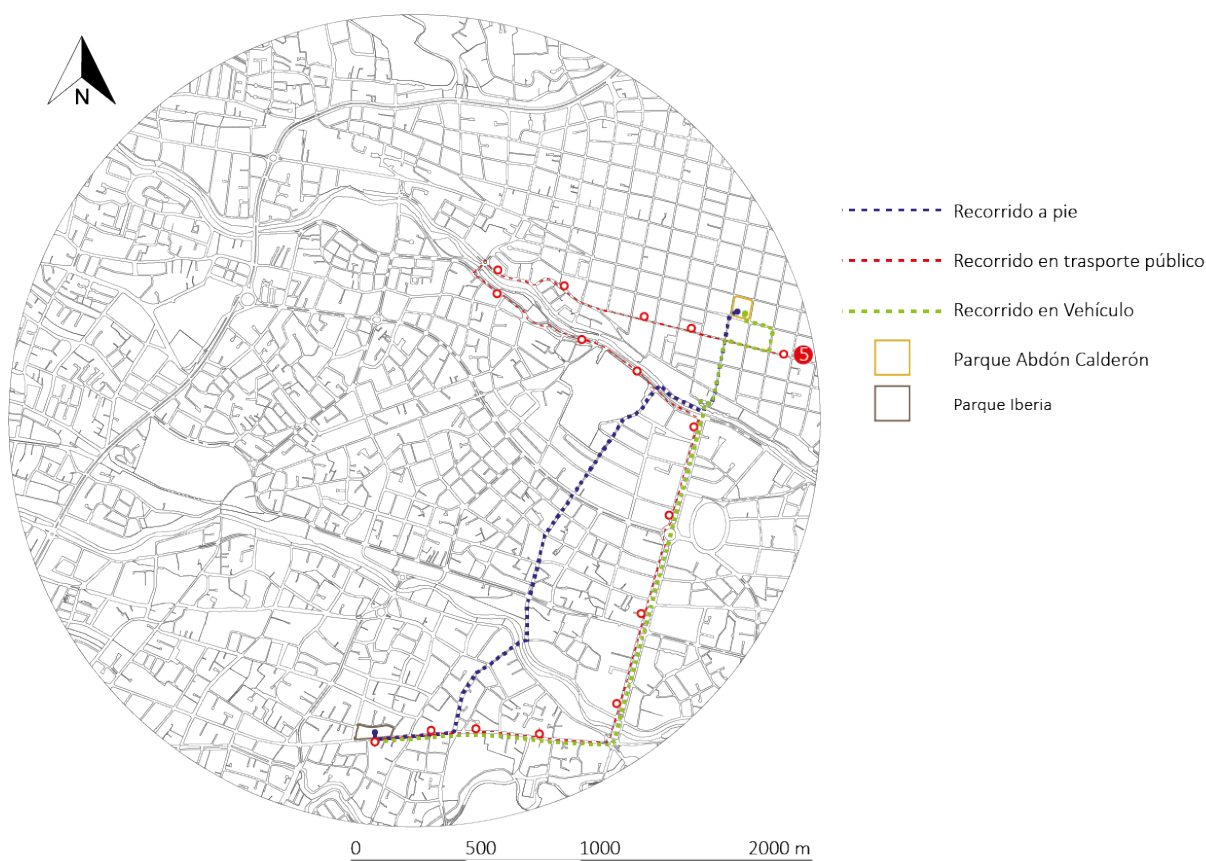 N
Recorrido a pie
Recorrido en trasporte público
Recorrido en Vehículo
5
Parque Abdón Calderón
Parque Iberia
0 500 1000 2000 m